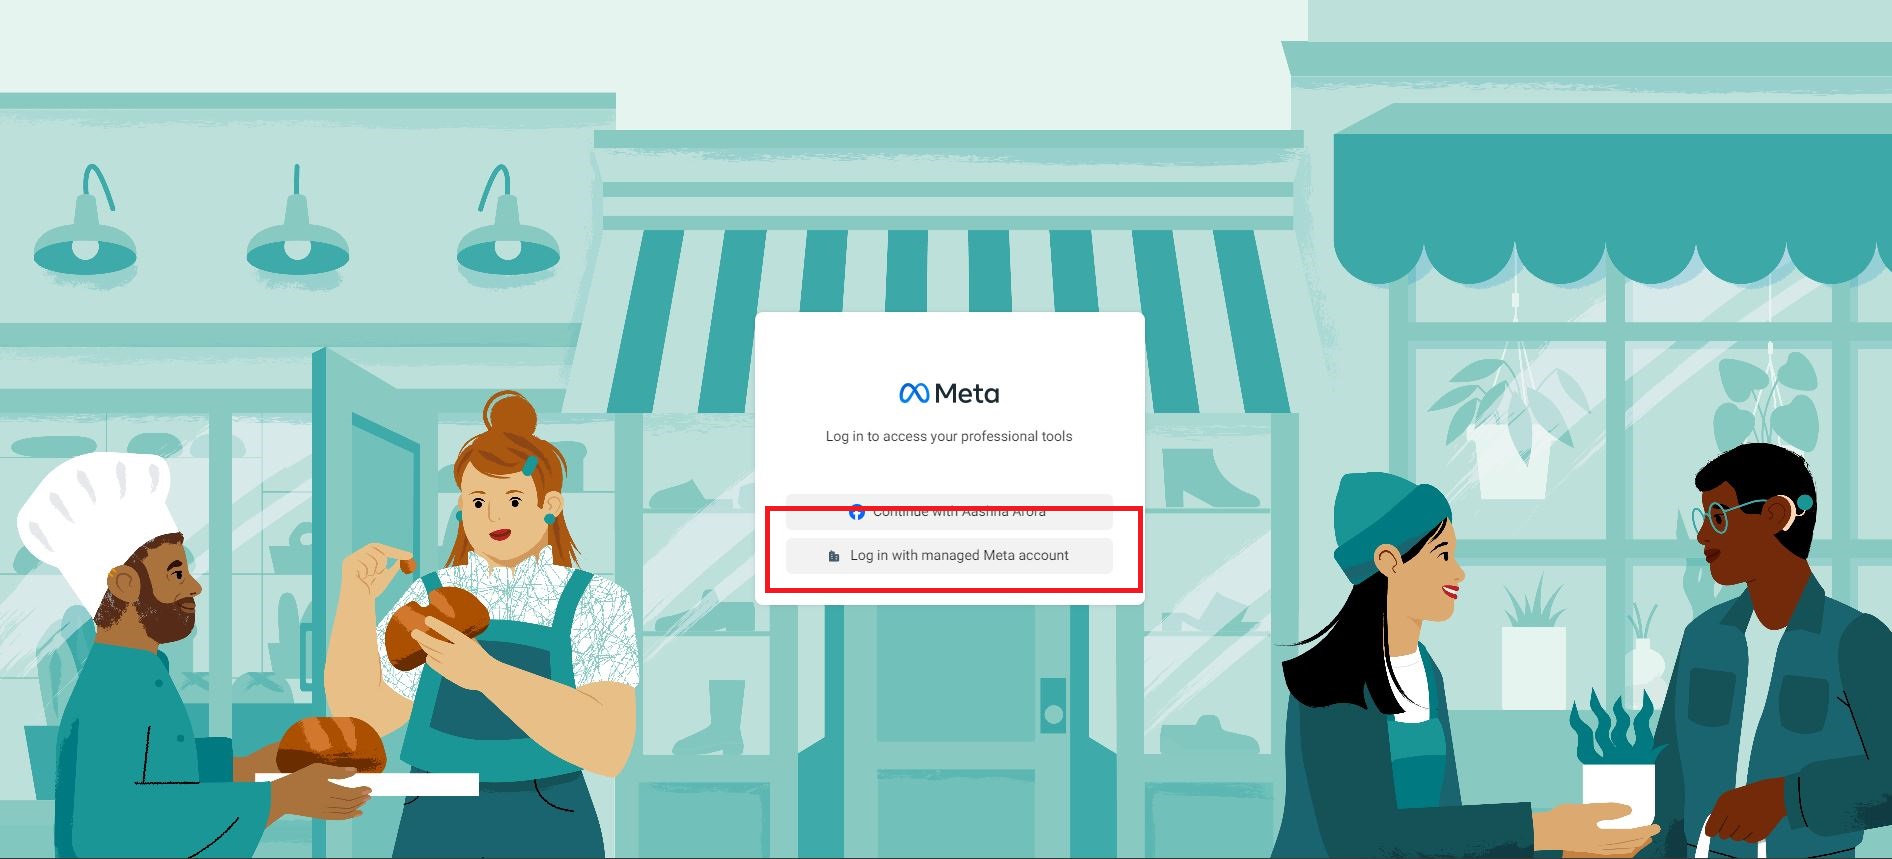 Meta
Log in to access your professional tools
Continue with Aashna Arora
Log in with managed Meta account